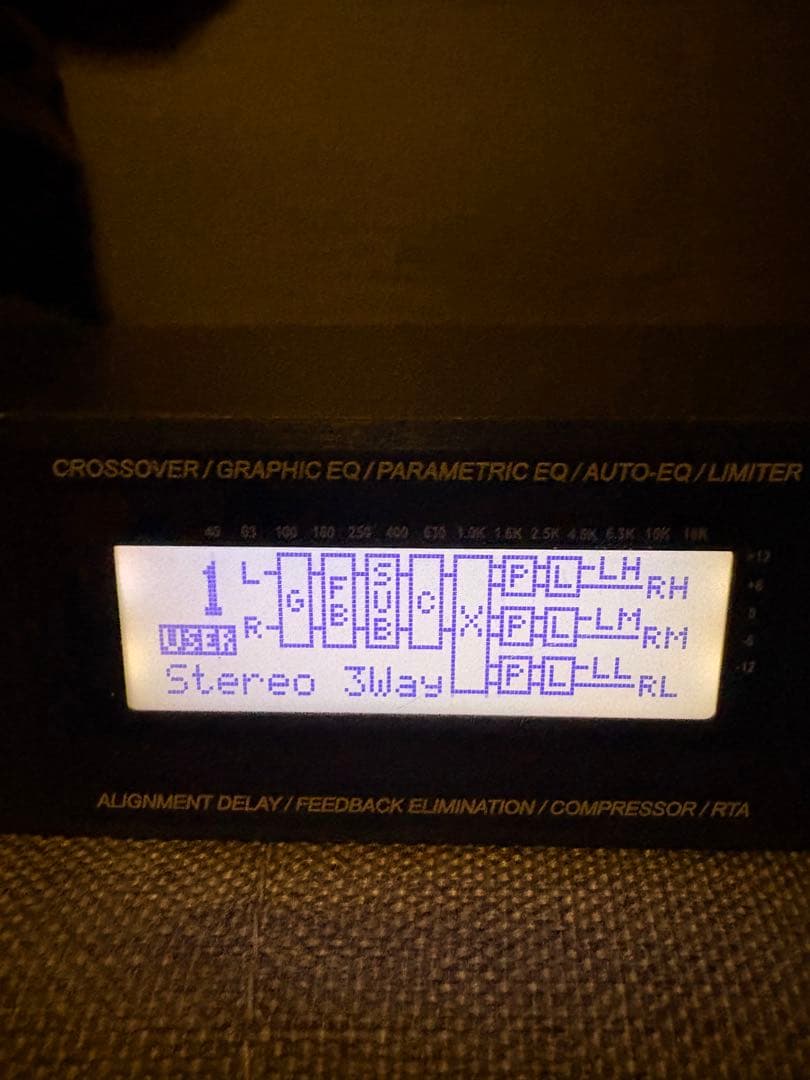 CROSSOVER / GRAPHIC EQ / PARAMETRIC EQ / AUTO-EQ / LIMITER
40 63 100 160 250 400 630 1.0K 1.6K 2.5K 4.0K 6.3K 10K 16K
+12
+6
0
-6
-12
1 L G FB SUB C X P L LH RH
USER R P L LM RM
Stereo 3Way P L LL RL
ALIGNMENT DELAY / FEEDBACK ELIMINATION / COMPRESSOR / RTA